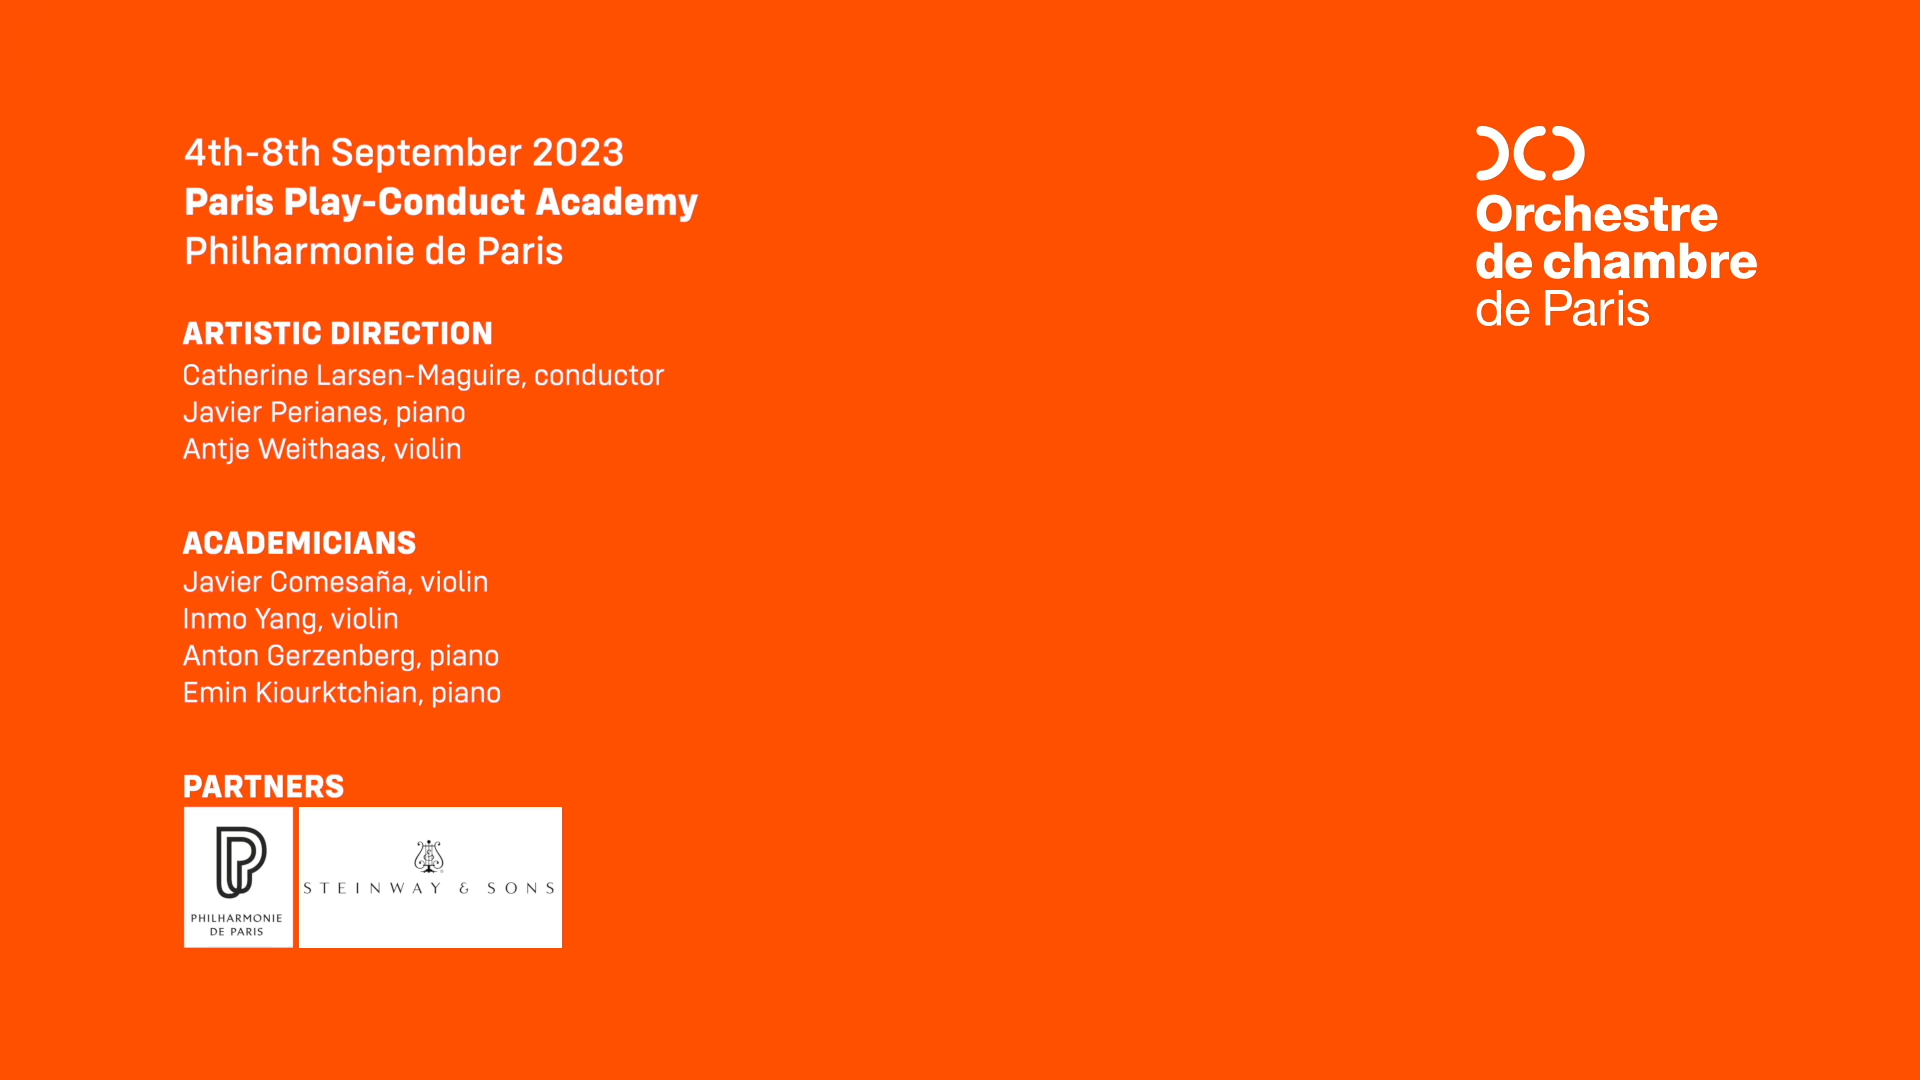 4th-8th September 2023
Paris Play-Conduct Academy
Philharmonie de Paris
ARTISTIC DIRECTION
Catherine Larsen-Maguire, conductor
Javier Perianes, piano
Antje Weithaas, violin
ACADEMICIANS
Javier Comesaña, violin
Inmo Yang, violin
Anton Gerzenberg, piano
Emin Kiourktchian, piano
PARTNERS
PHILHARMONIE
DE PARIS
STEINWAY & SONS
Orchestre
de chambre
de Paris